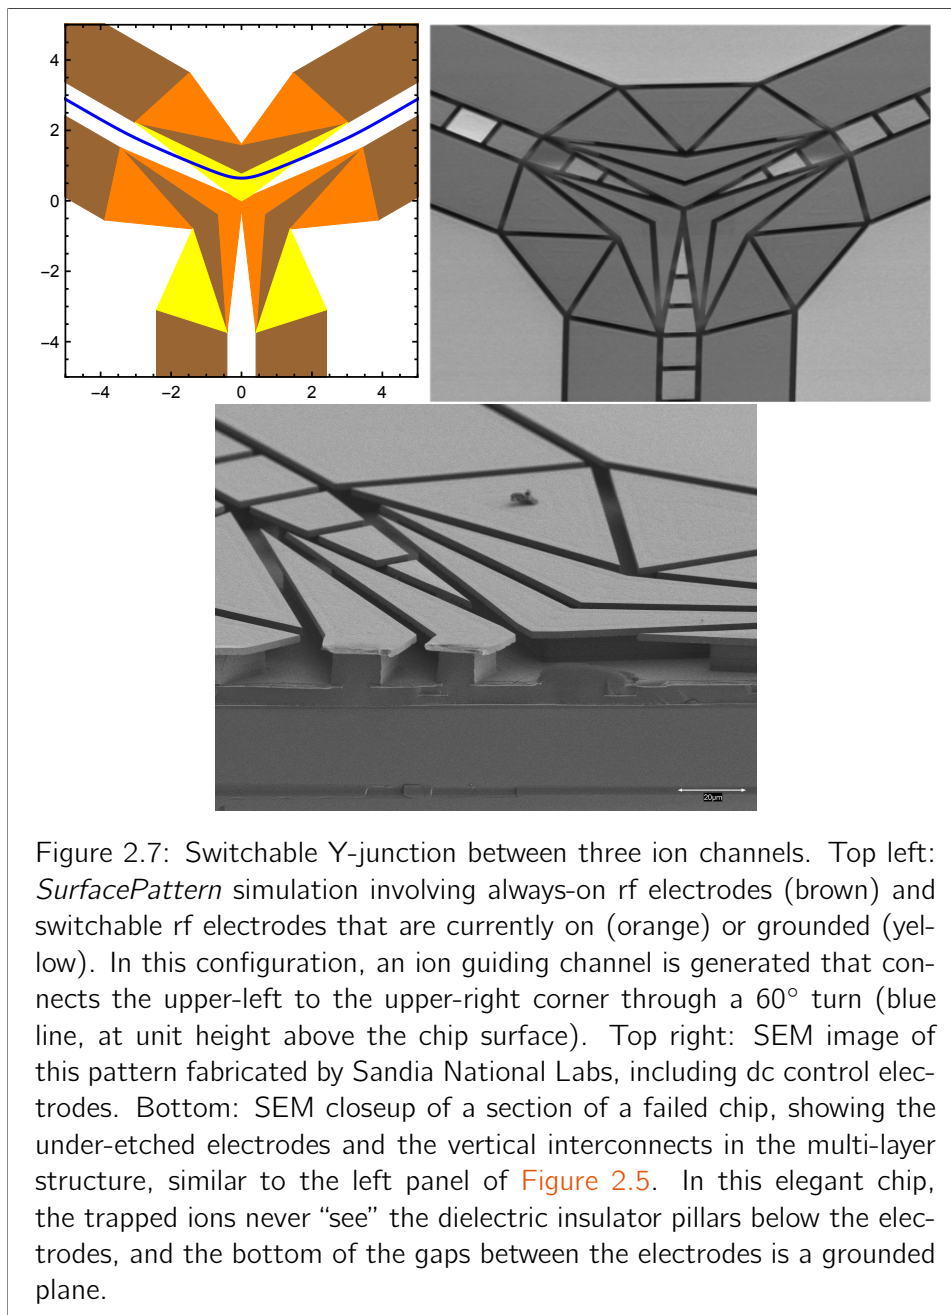 4
2
0
−2
−4
−4
−2
0
2
4
20μm
Figure 2.7: Switchable Y-junction between three ion channels. Top left:
SurfacePattern simulation involving always-on rf electrodes (brown) and
switchable rf electrodes that are currently on (orange) or grounded (yel-
low). In this configuration, an ion guiding channel is generated that con-
nects the upper-left to the upper-right corner through a 60° turn (blue
line, at unit height above the chip surface). Top right: SEM image of
this pattern fabricated by Sandia National Labs, including dc control elec-
trodes. Bottom: SEM closeup of a section of a failed chip, showing the
under-etched electrodes and the vertical interconnects in the multi-layer
structure, similar to the left panel of Figure 2.5. In this elegant chip,
the trapped ions never “see” the dielectric insulator pillars below the elec-
trodes, and the bottom of the gaps between the electrodes is a grounded
plane.